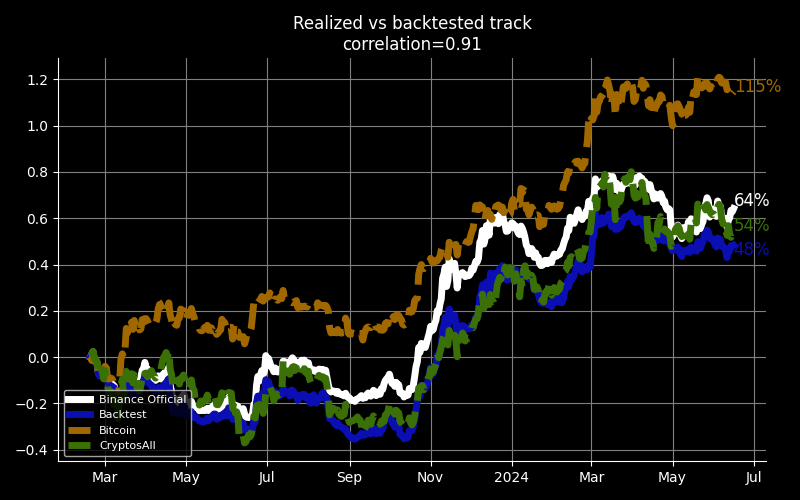 Realized vs backtested track
correlation=0.91
1.2
1.0
0.8
0.6
0.4
0.2
0.0
−0.2
−0.4
115%
64%
54%
48%
Binance Official
Backtest
Bitcoin
CryptosAll
Mar
May
Jul
Sep
Nov
2024
Mar
May
Jul